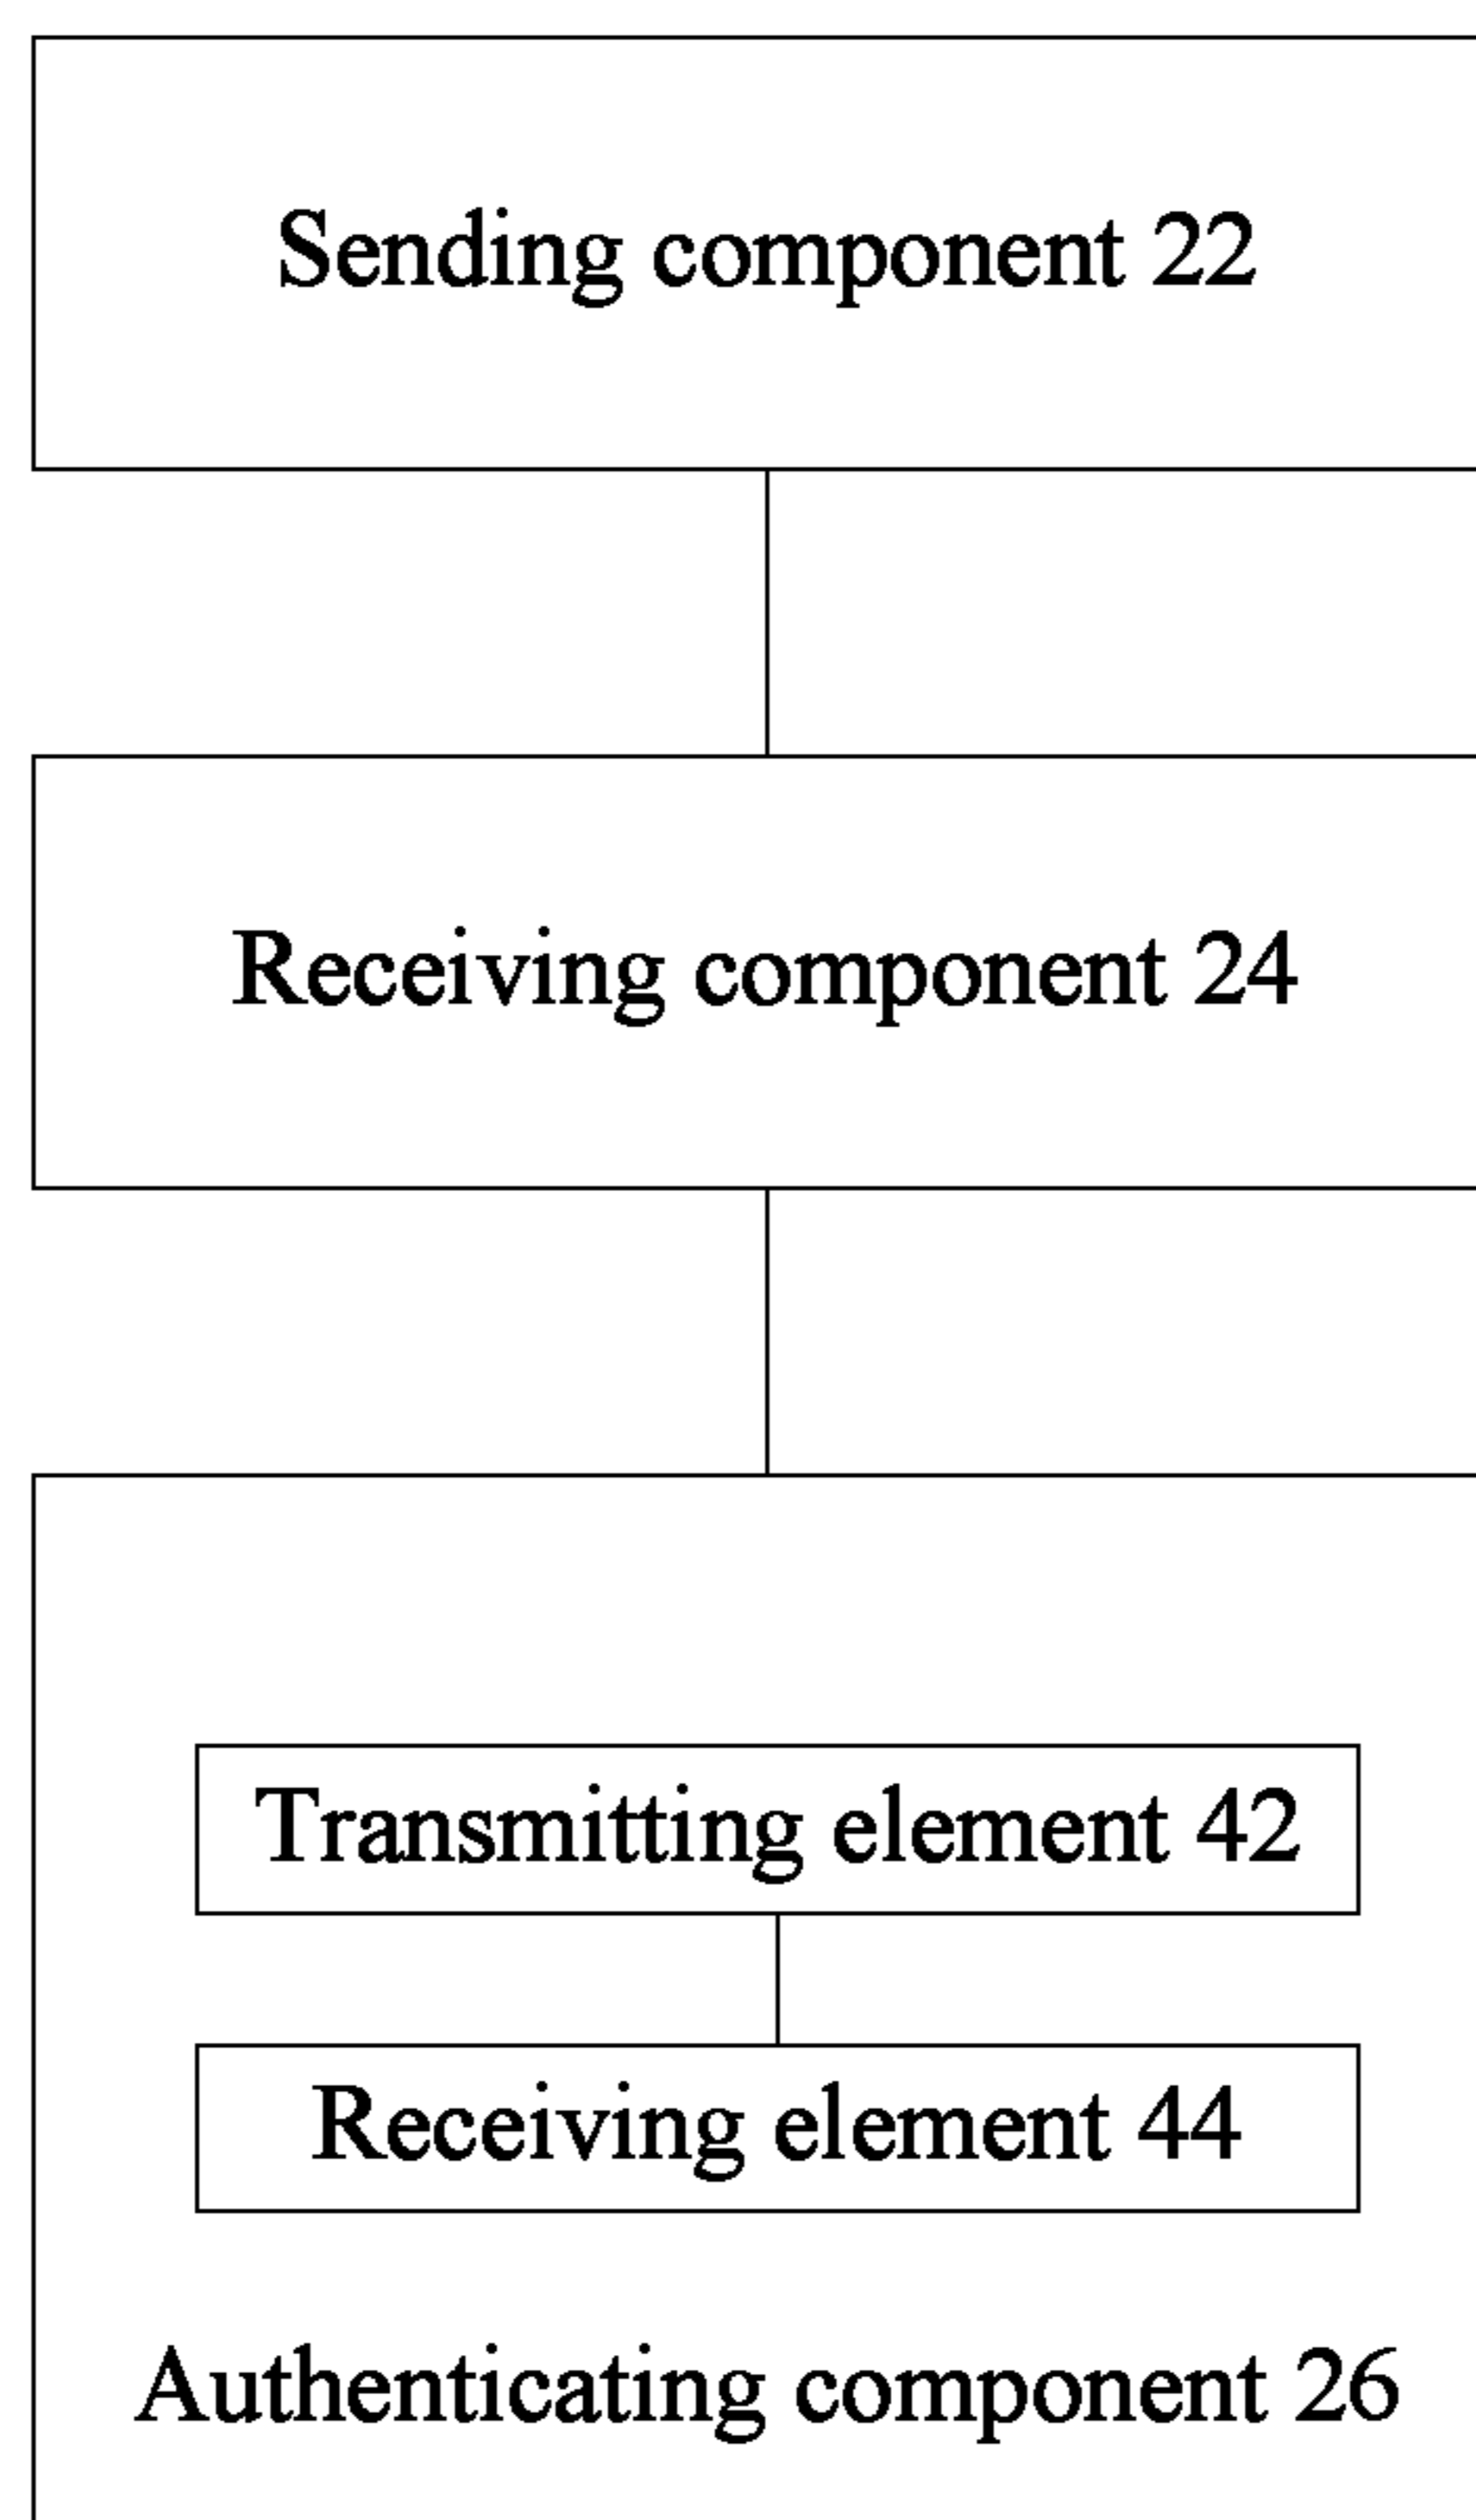 Sending component 22
Receiving component 24
Transmitting element 42
Receiving element 44
Authenticating component 26